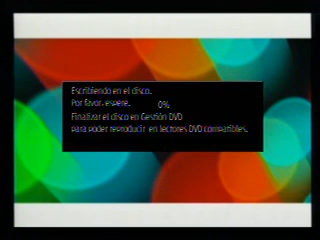 Escribiendo en el disco.
Por favor, espere. 0%
Finalizar el disco en Gestión DVD
para poder reproducir en lectores DVD compatibles.